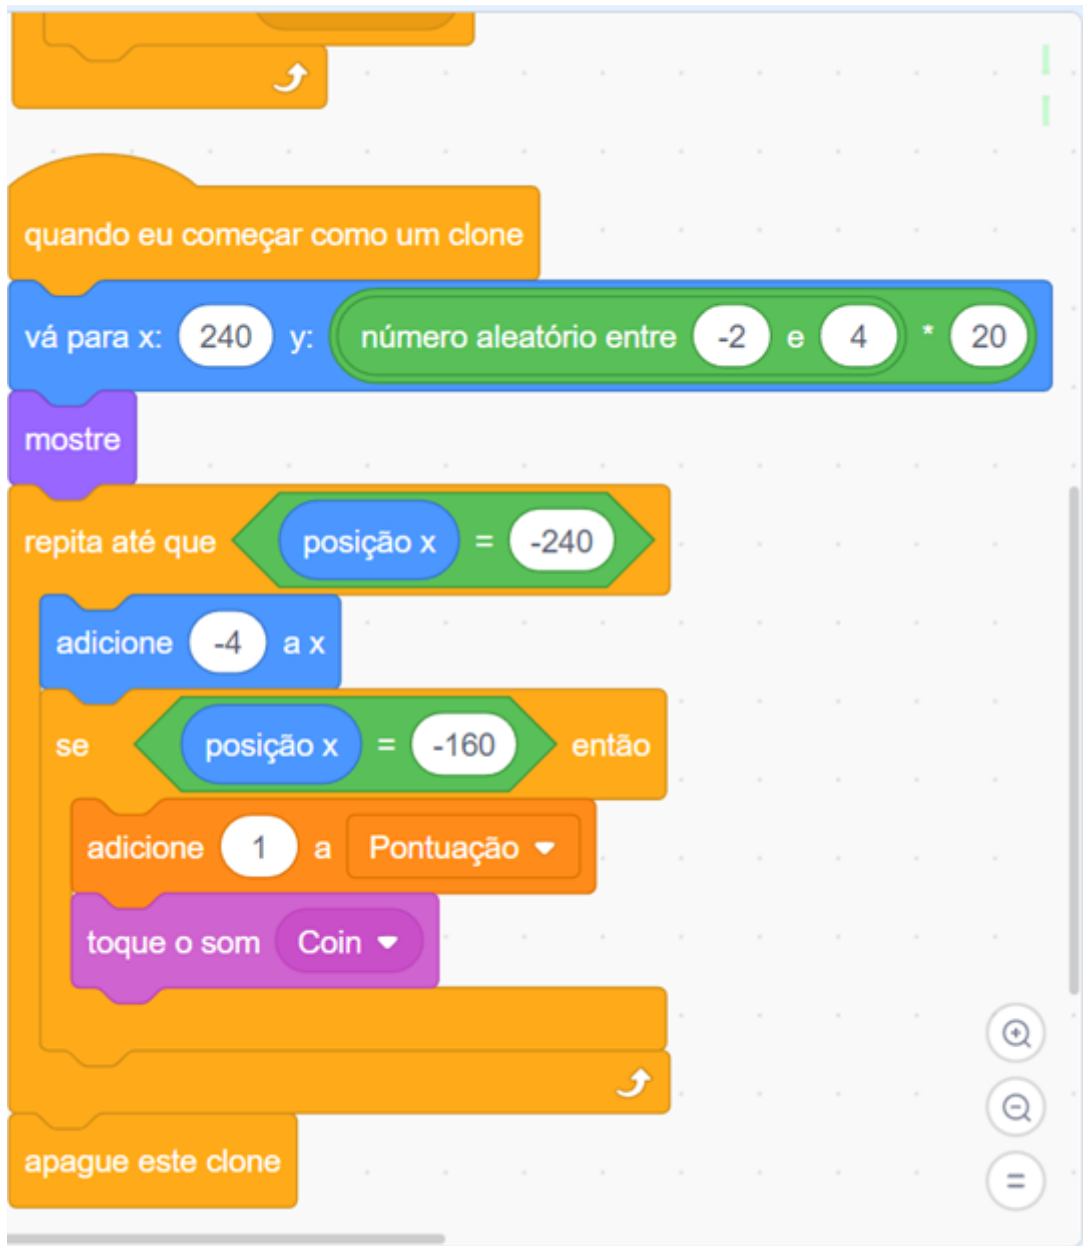 quando eu começar como um clone
vá para x: 240 y: número aleatório entre -2 e 4 * 20
mostre
repita até que posição x = -240
adicione -4 a x
se posição x = -160 então
adicione 1 a Pontuação
toque o som Coin
apague este clone